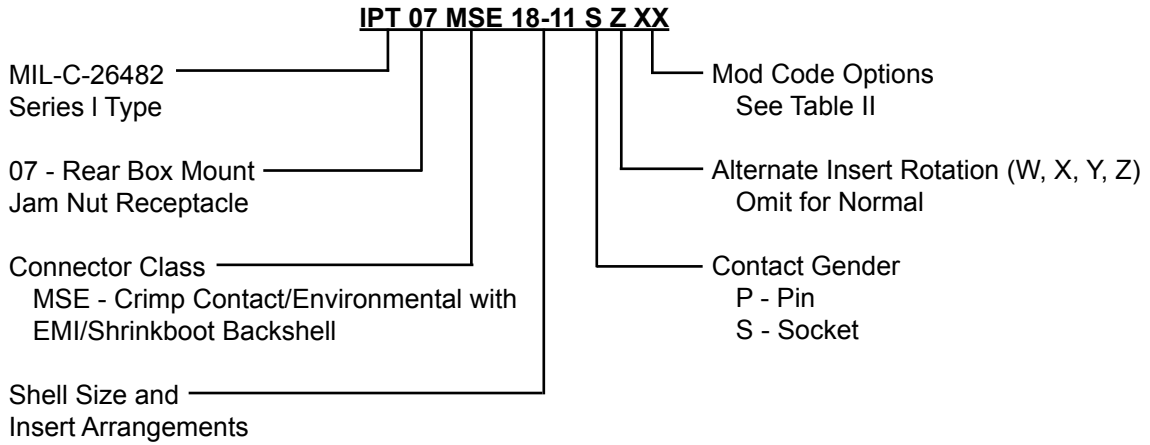 IPT 07 MSE 18-11 S Z XX
MIL-C-26482
Series I Type
07 - Rear Box Mount
Jam Nut Receptacle
Connector Class
MSE - Crimp Contact/Environmental with
EMI/Shrinkboot Backshell
Shell Size and
Insert Arrangements
Mod Code Options
See Table II
Alternate Insert Rotation (W, X, Y, Z)
Omit for Normal
Contact Gender
P - Pin
S - Socket